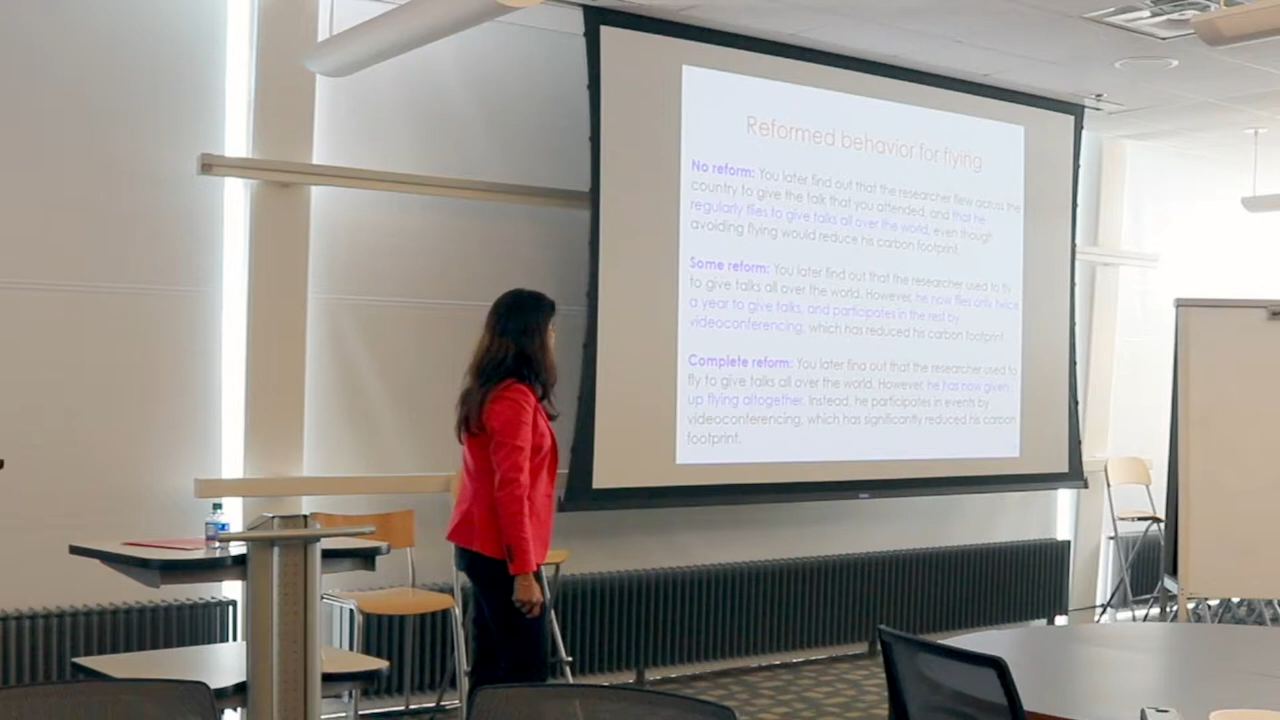 Reformed behavior for flying
No reform: You later find out that the researcher flew across the
country to give the talk that you attended, and that he
regularly flies to give talks all over the world, even though
avoiding flying would reduce his carbon footprint.
Some reform: You later find out that the researcher used to fly
to give talks all over the world. However, he now flies only twice
a year to give talks, and participates in the rest by
videoconferencing, which has reduced his carbon footprint.
Complete reform: You later find out that the researcher used to
fly to give talks all over the world. However, he has now given
up flying altogether. Instead, he participates in events by
videoconferencing, which has significantly reduced his carbon
footprint.